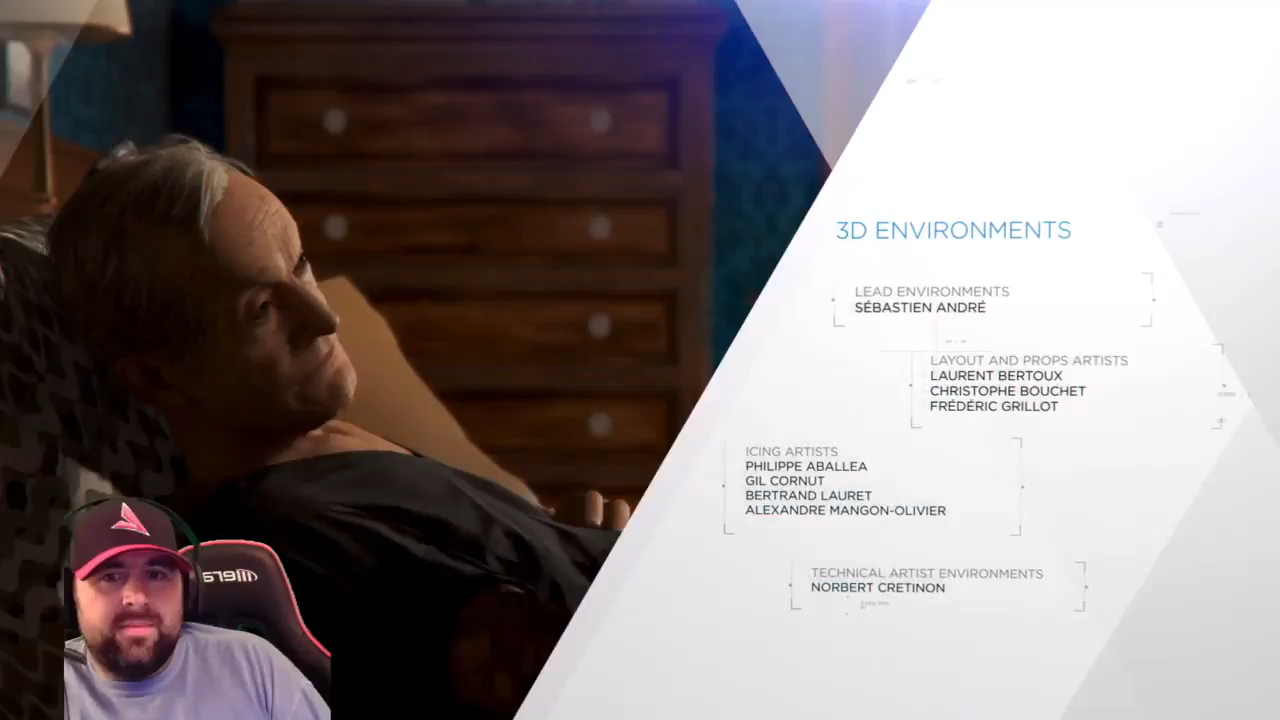 3D ENVIRONMENTS
LEAD ENVIRONMENTS
SÉBASTIEN ANDRÉ
LAYOUT AND PROPS ARTISTS
LAURENT BERTOUX
CHRISTOPHE BOUCHET
FRÉDÉRIC GRILLOT
ICING ARTISTS
PHILIPPE ABALLEA
GIL CORNUT
BERTRAND LAURET
ALEXANDRE MANGON-OLIVIER
TECHNICAL ARTIST ENVIRONMENTS
NORBERT CRETINON